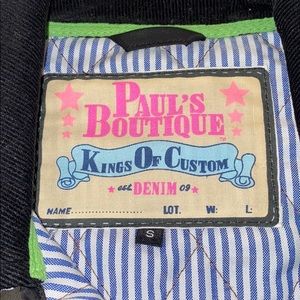 PAUL'S
BOUTIQUE
KINGS OF CUSTOM
est. DENIM 09
NAME................... LOT. W: L:
S